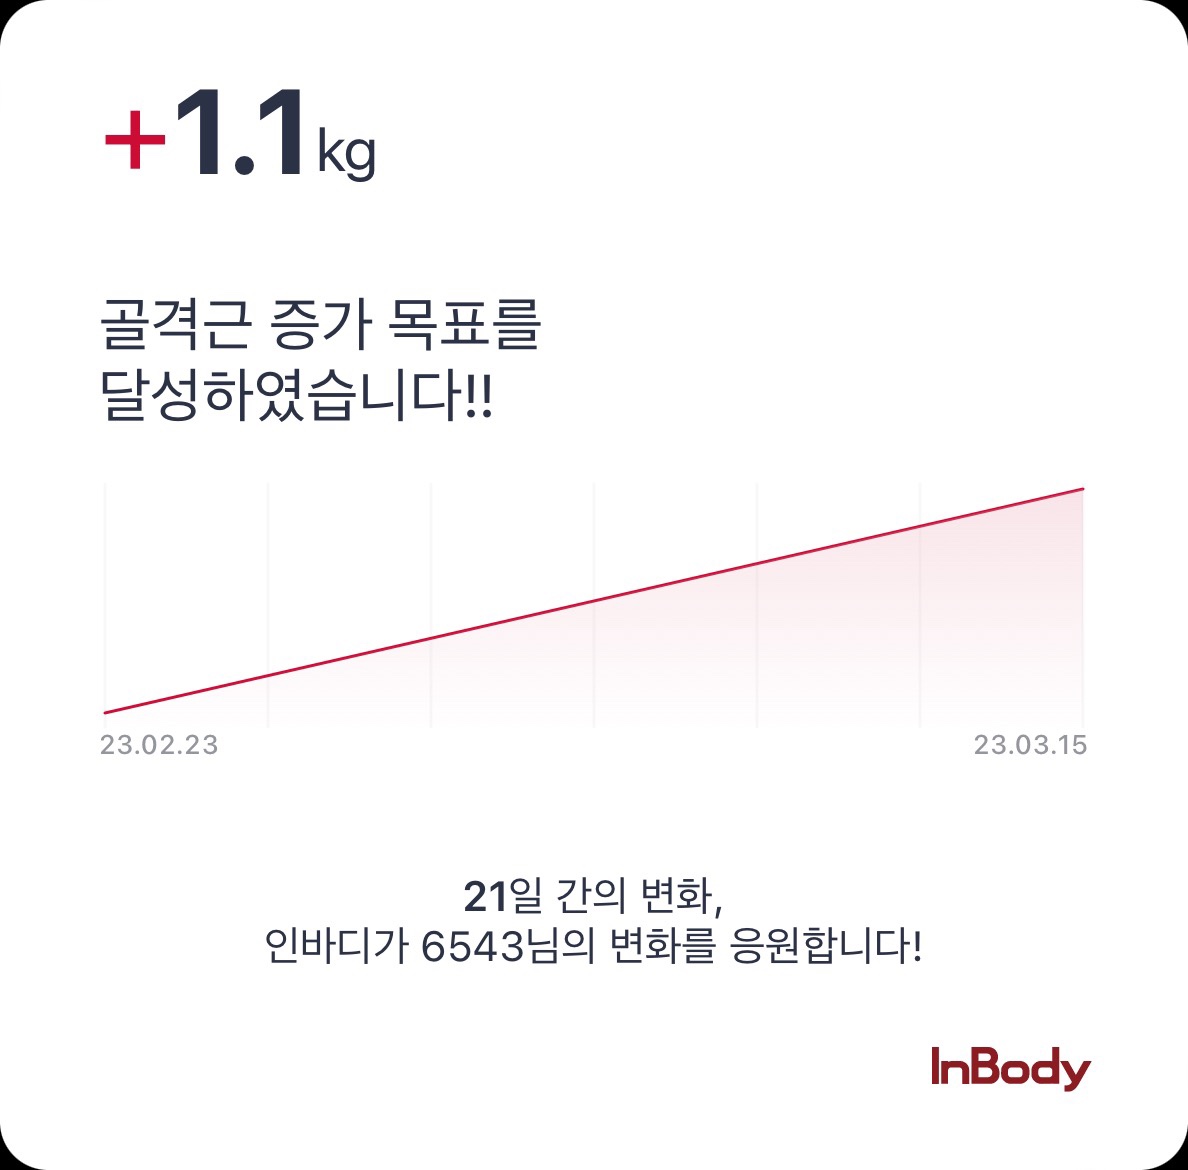 +1.1kg
골격근 증가 목표를
달성하였습니다!!
23.02.23
23.03.15
21일 간의 변화,
인바디가 6543님의 변화를 응원합니다!
InBody